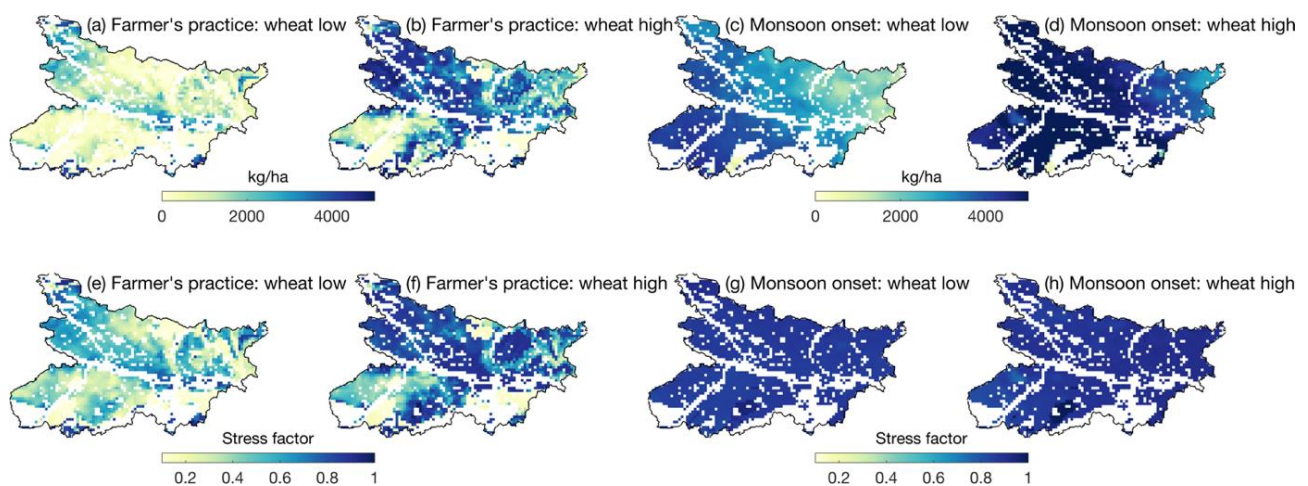 (a) Farmer's practice: wheat low
(b) Farmer's practice: wheat high
(c) Monsoon onset: wheat low
(d) Monsoon onset: wheat high
kg/ha
0 2000 4000
kg/ha
0 2000 4000
(e) Farmer's practice: wheat low
(f) Farmer's practice: wheat high
(g) Monsoon onset: wheat low
(h) Monsoon onset: wheat high
Stress factor
0.2 0.4 0.6 0.8 1
Stress factor
0.2 0.4 0.6 0.8 1